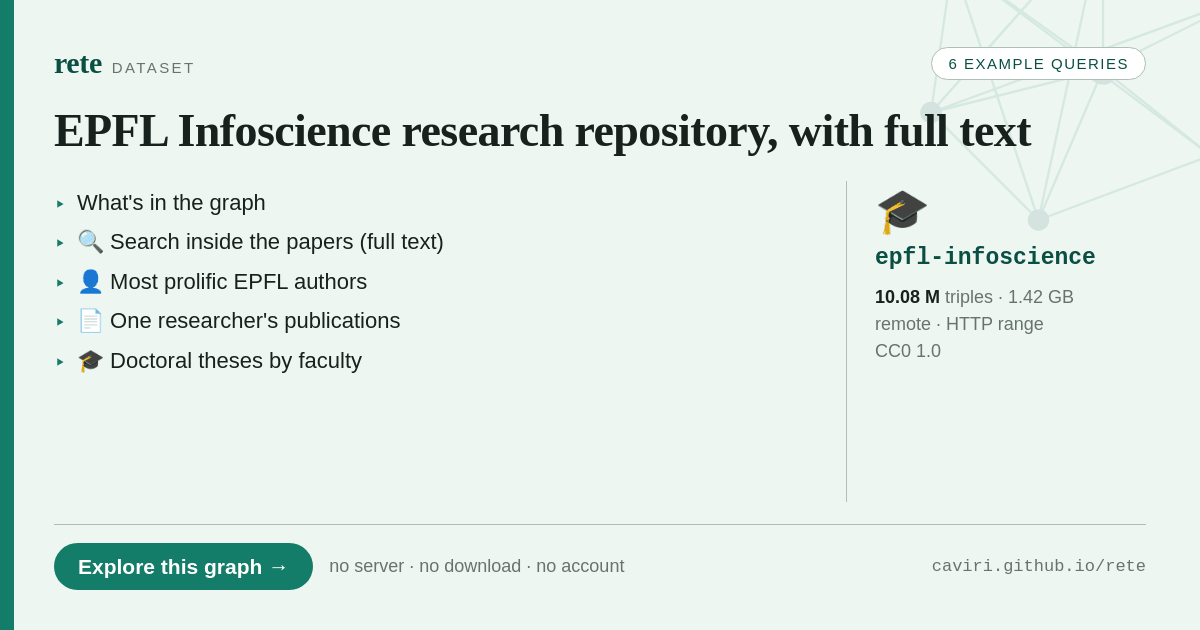 rete DATASET
6 EXAMPLE QUERIES
EPFL Infoscience research repository, with full text
▸ What's in the graph
▸ 🔍 Search inside the papers (full text)
▸ 👤 Most prolific EPFL authors
▸ 📄 One researcher's publications
▸ 🎓 Doctoral theses by faculty
🎓
epfl-infoscience
10.08 M triples · 1.42 GB
remote · HTTP range
CC0 1.0
Explore this graph →
no server · no download · no account
caviri.github.io/rete